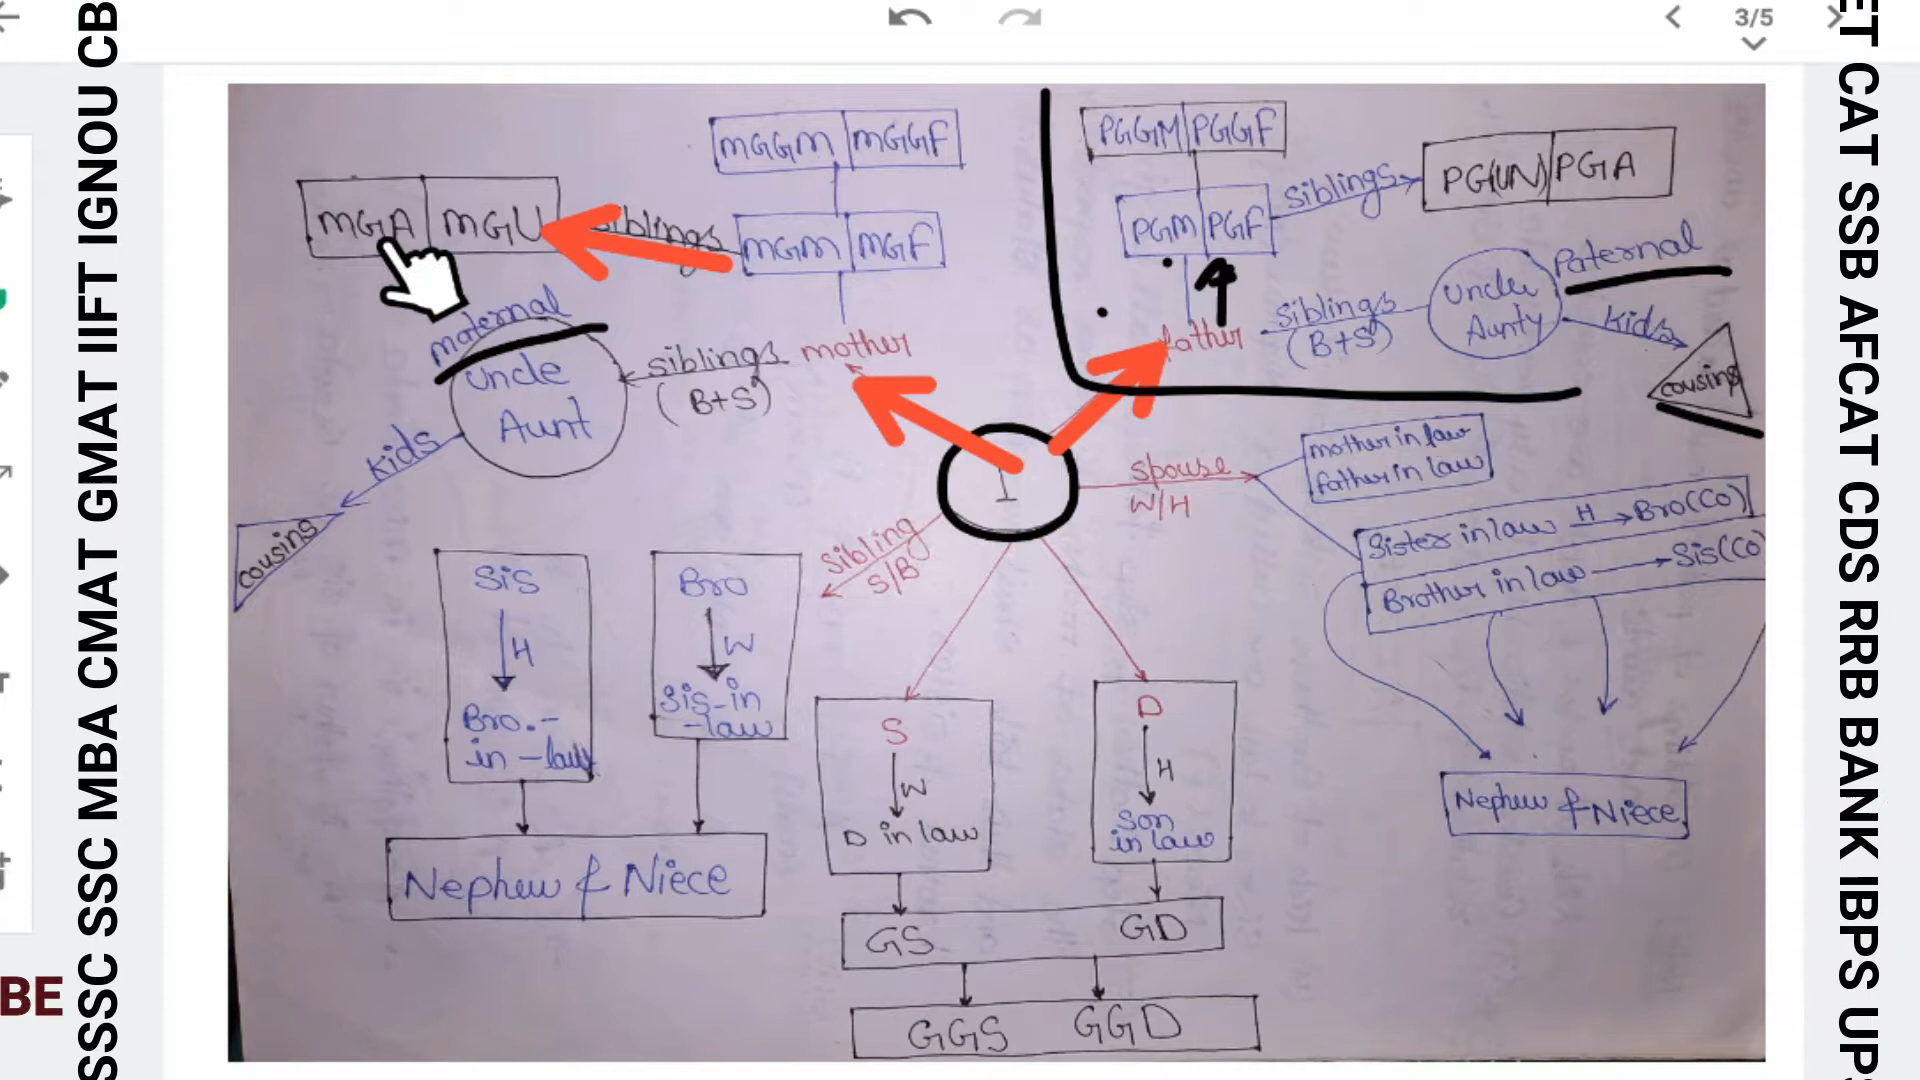 3/5
SSSC SSC MBA CMAT GMAT IIFT IGNOU CB
ET CAT SSB AFCAT CDS RRB BANK IBPS UPS
BE
MGGM MGGF
PGGM PGGF
MGA MGU
siblings
MGM MGF
PGM PGF
siblings
PG(UN) PGA
maternal
Uncle
Aunt
siblings
(B+S)
mother
father
siblings
(B+S)
Uncle
Aunty
Paternal
kids
cousins
kids
cousins
I
spouse
W/H
mother in law
father in law
Sister in law H Bro(Co)
Brother in law Sis(Co)
Nephew & Niece
sibling
S/B
Sis
H
Bro.-
in-law
Bro
W
Sis-in
-law
Nephew & Niece
S
W
D in law
D
H
Son
in law
GS GD
GGS GGD